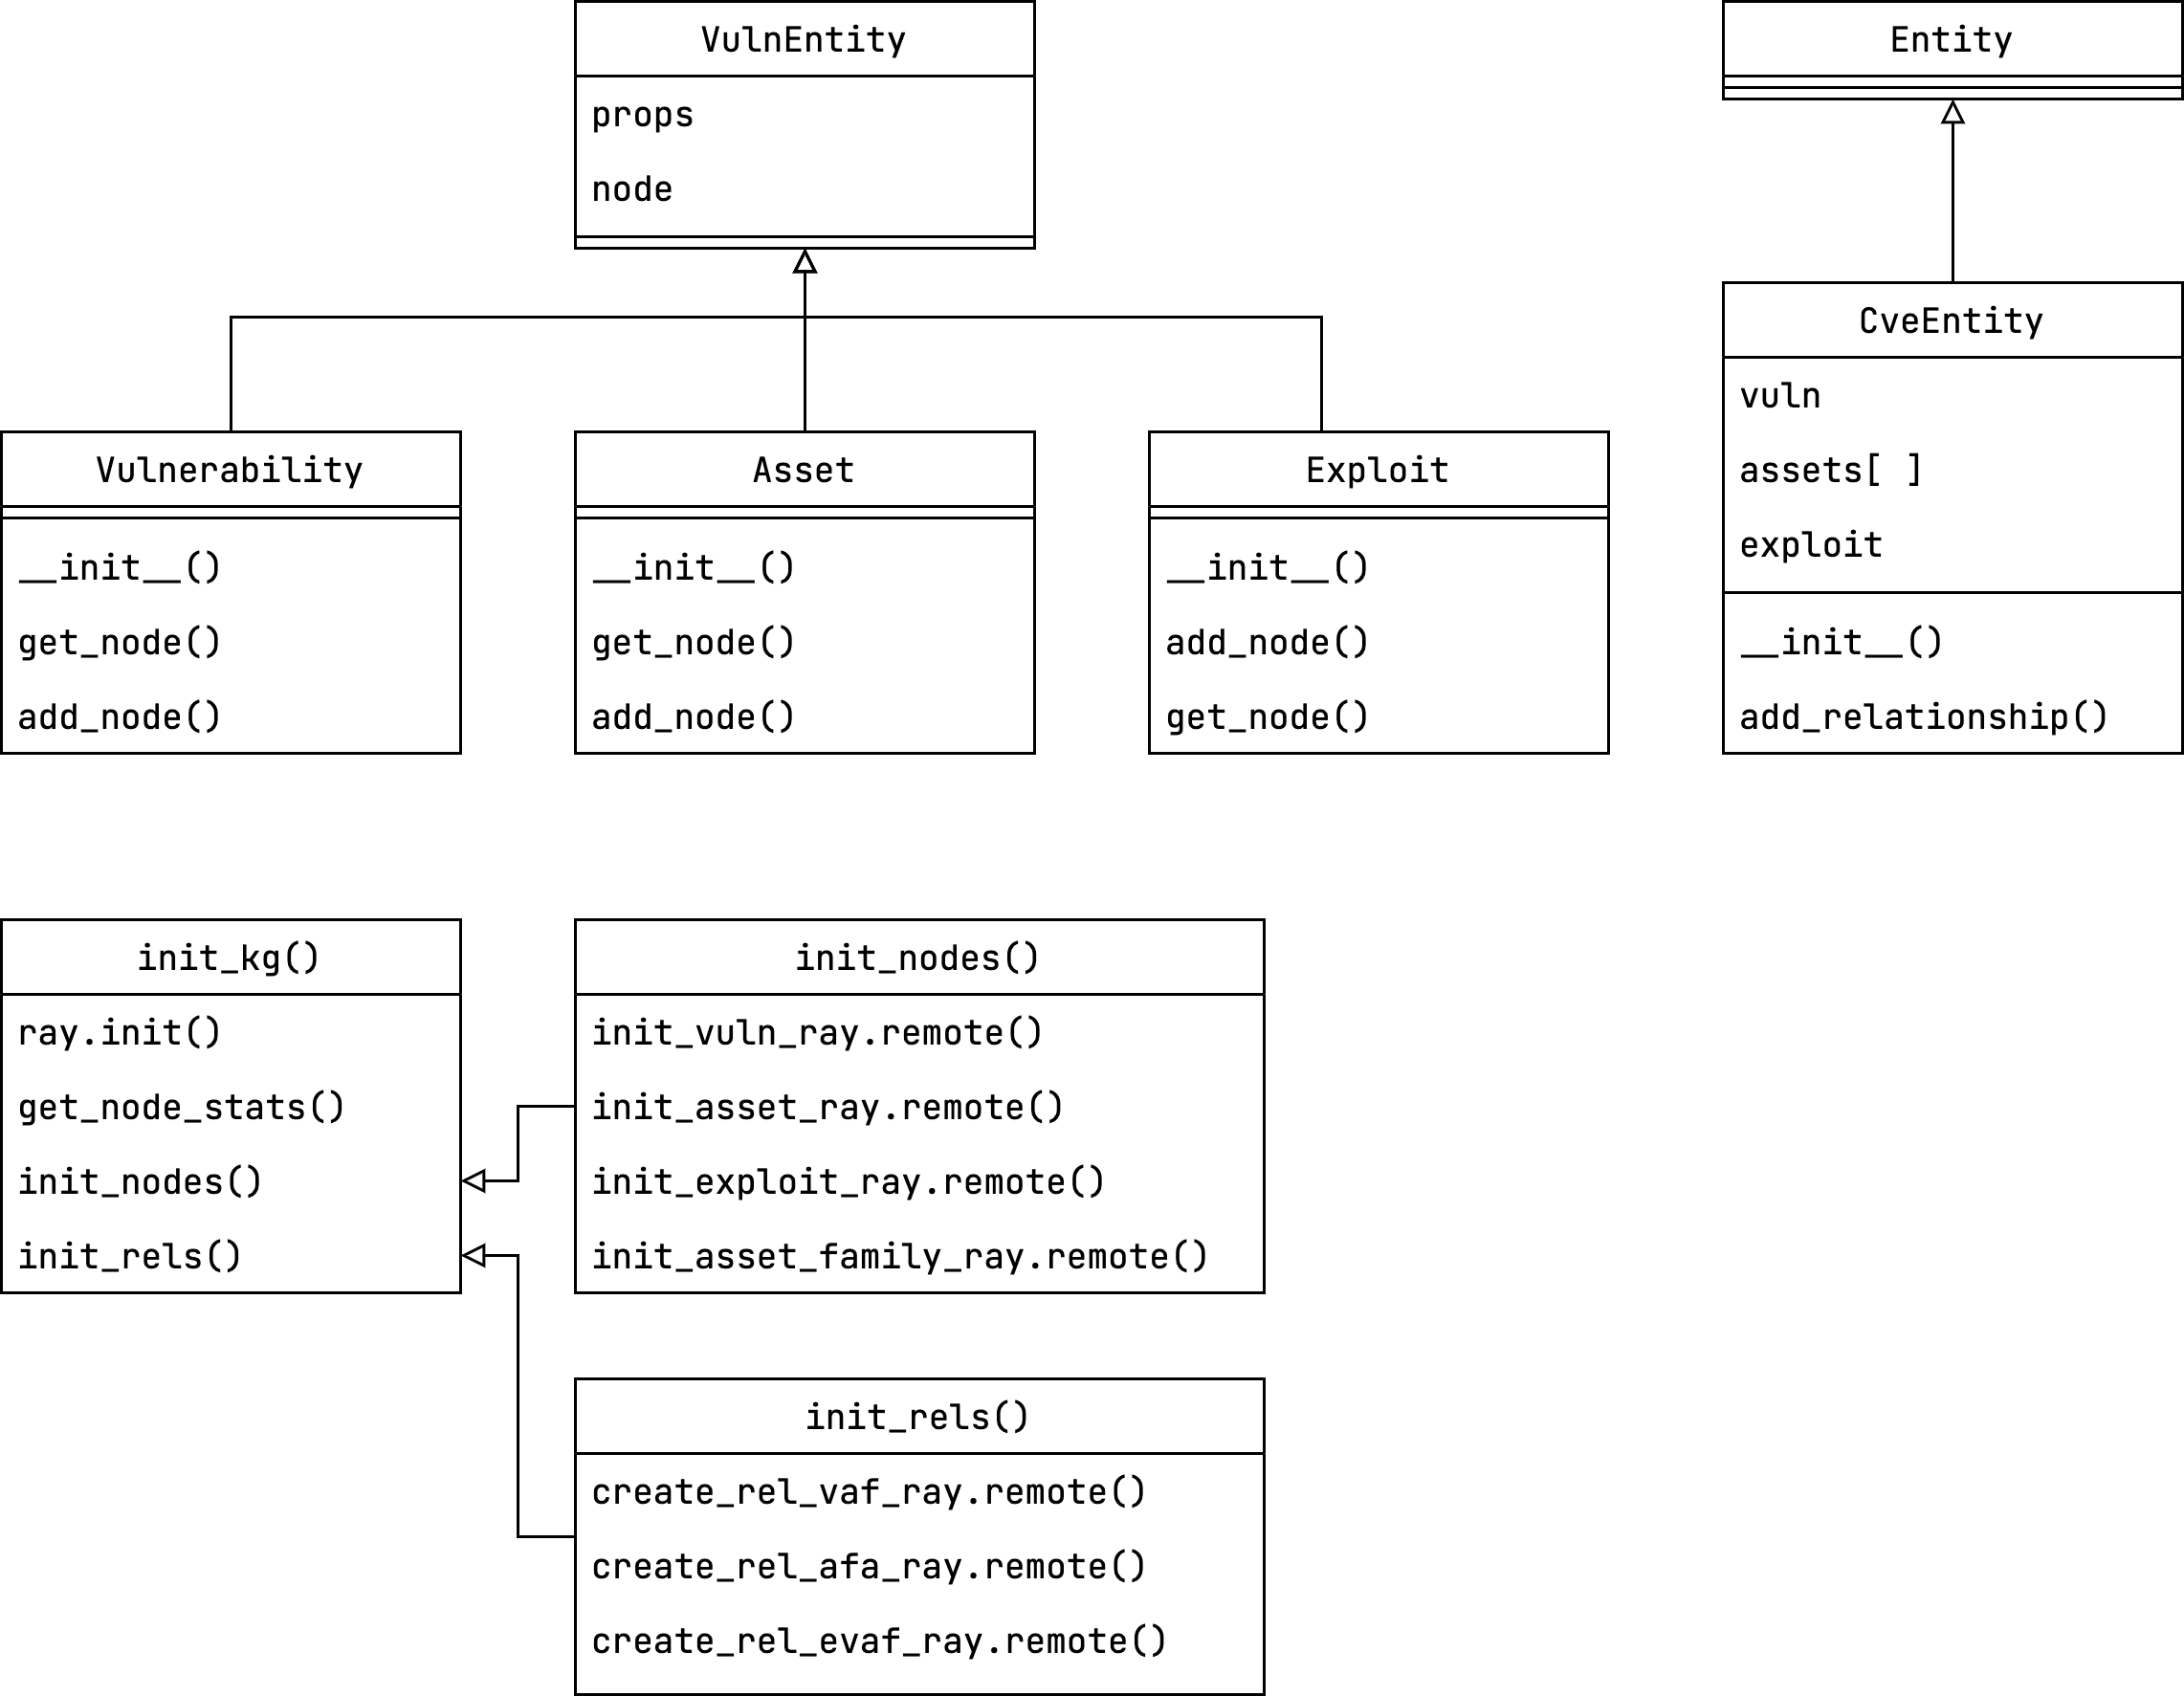 VulnEntity
props
node
Entity
Vulnerability
__init__()
get_node()
add_node()
Asset
__init__()
get_node()
add_node()
Exploit
__init__()
add_node()
get_node()
CveEntity
vuln
assets[ ]
exploit
__init__()
add_relationship()
init_kg()
ray.init()
get_node_stats()
init_nodes()
init_rels()
init_nodes()
init_vuln_ray.remote()
init_asset_ray.remote()
init_exploit_ray.remote()
init_asset_family_ray.remote()
init_rels()
create_rel_vaf_ray.remote()
create_rel_afa_ray.remote()
create_rel_evaf_ray.remote()